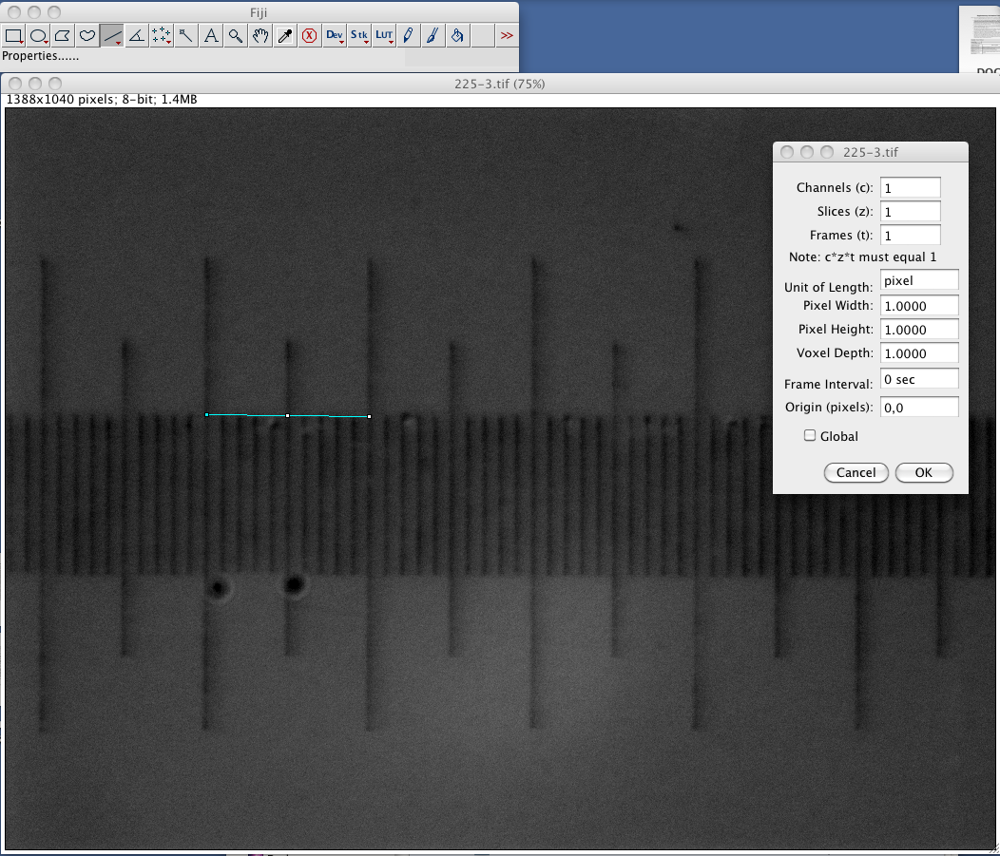 Fiji
A
Dev
Stk
LUT
>>
Properties......
DOC
225-3.tif (75%)
1388x1040 pixels; 8-bit; 1.4MB
225-3.tif
Channels (c): 1
Slices (z): 1
Frames (t): 1
Note: c*z*t must equal 1
Unit of Length: pixel
Pixel Width: 1.0000
Pixel Height: 1.0000
Voxel Depth: 1.0000
Frame Interval: 0 sec
Origin (pixels): 0,0
Global
Cancel
OK